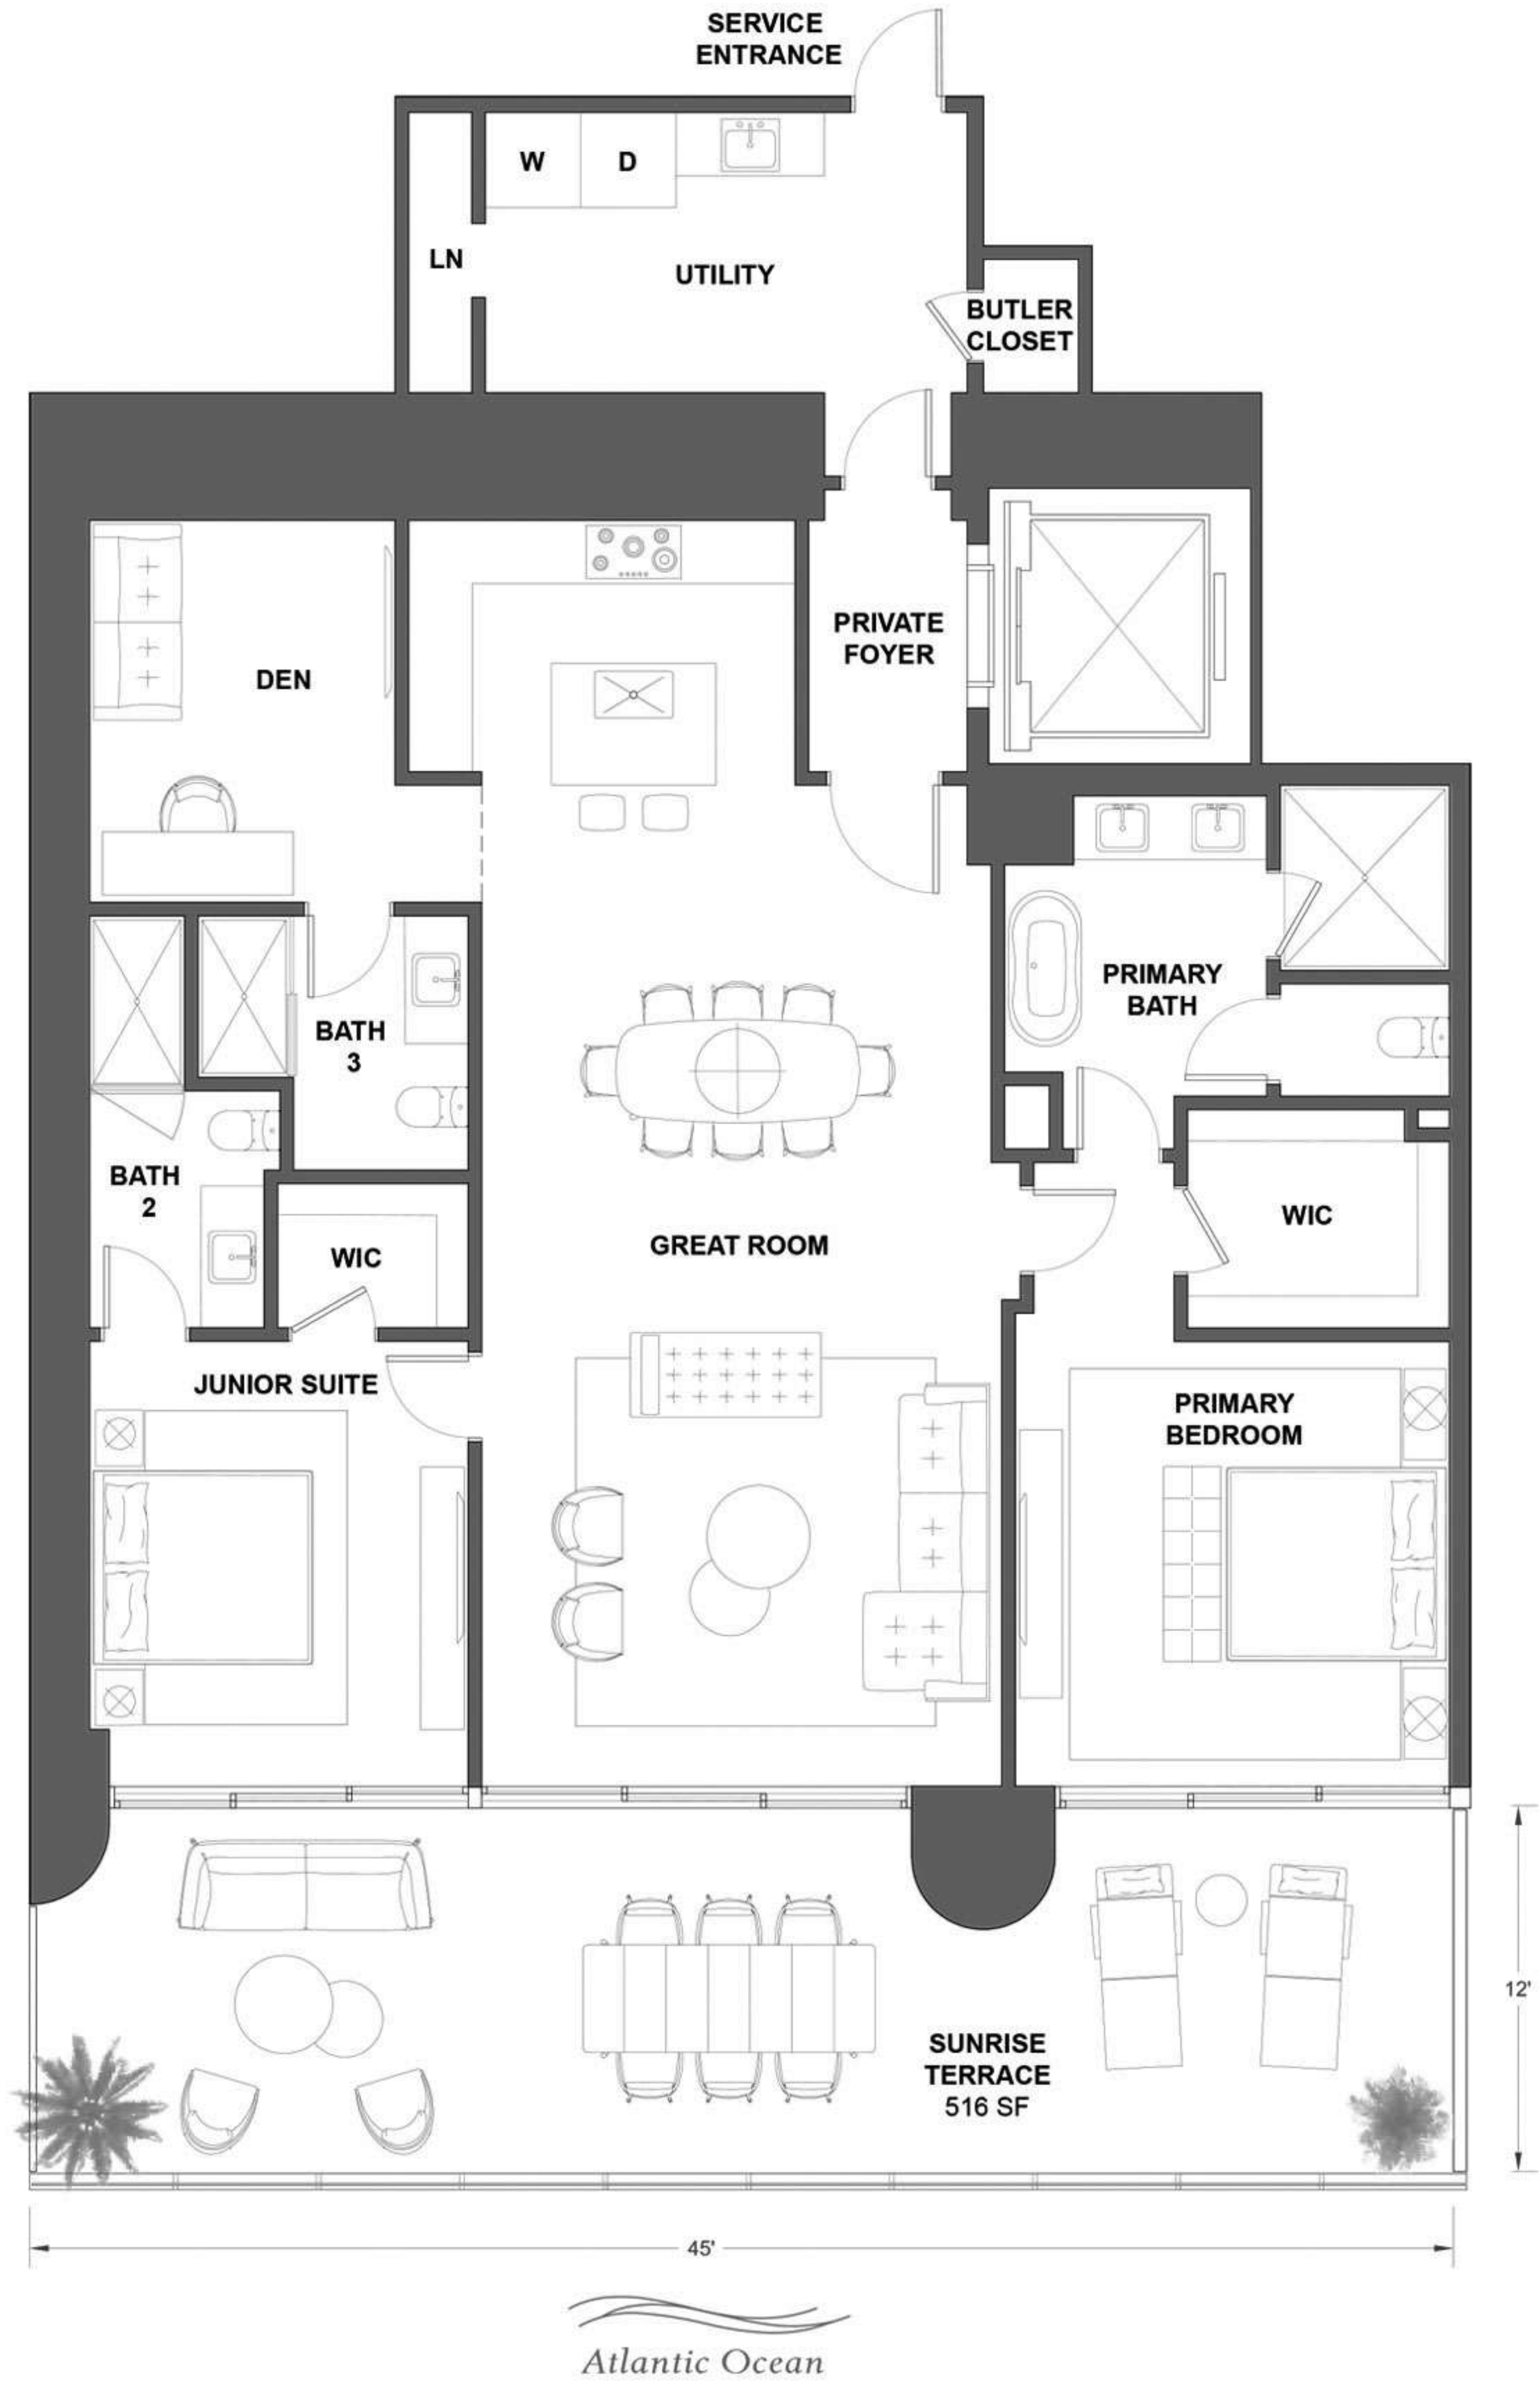 SERVICE
ENTRANCE
W
D
LN
UTILITY
BUTLER
CLOSET
PRIVATE
FOYER
DEN
PRIMARY
BATH
BATH
3
BATH
2
WIC
GREAT ROOM
WIC
JUNIOR SUITE
PRIMARY
BEDROOM
12'
SUNRISE
TERRACE
516 SF
45'
Atlantic Ocean